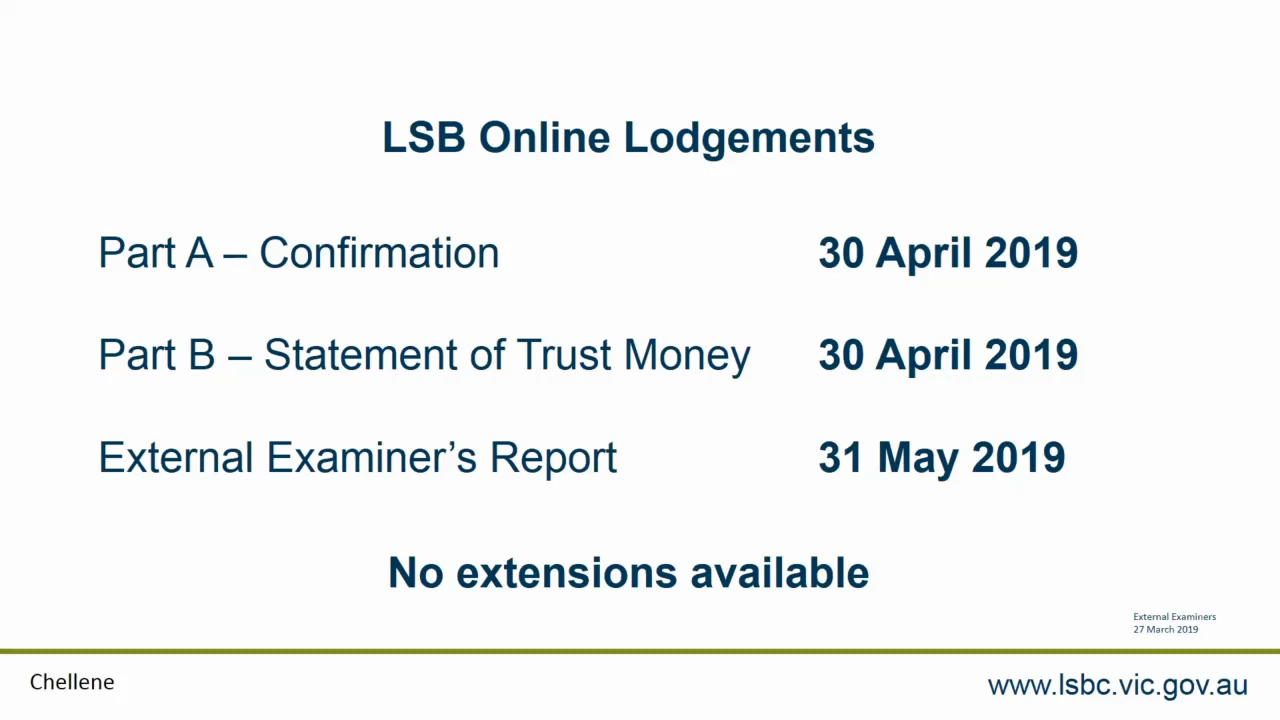 LSB Online Lodgements
Part A – Confirmation 30 April 2019
Part B – Statement of Trust Money 30 April 2019
External Examiner’s Report 31 May 2019
No extensions available
External Examiners
27 March 2019
Chellene
www.lsbc.vic.gov.au